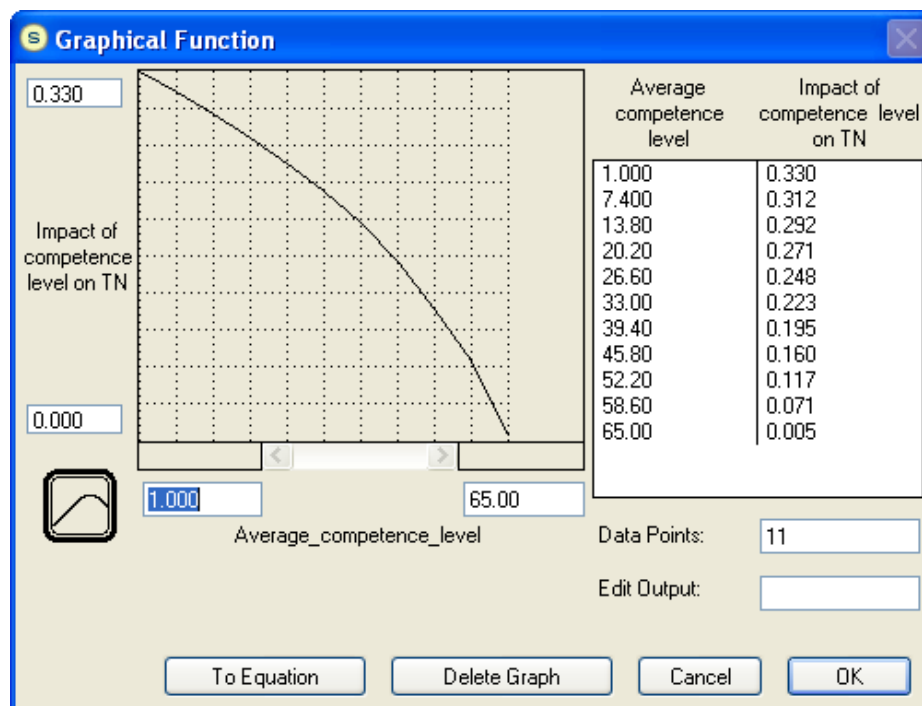 S Graphical Function
0.330
Impact of
competence
level on TN
0.000
1.000
65.00
Average_competence_level
Average
competence
level
Impact of
competence level
on TN
1.000 0.330
7.400 0.312
13.80 0.292
20.20 0.271
26.60 0.248
33.00 0.223
39.40 0.195
45.80 0.160
52.20 0.117
58.60 0.071
65.00 0.005
Data Points: 11
Edit Output:
To Equation
Delete Graph
Cancel
OK